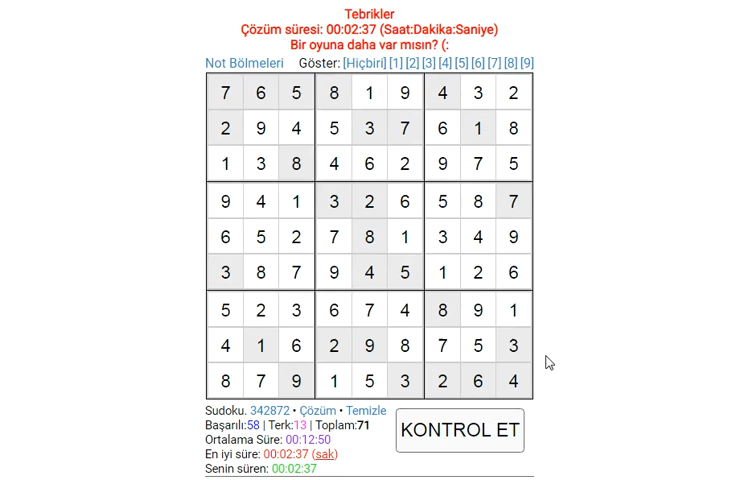 Tebrikler
Çözüm süresi: 00:02:37 (Saat:Dakika:Saniye)
Bir oyuna daha var mısın? (:
Not Bölmeleri Göster: [Hiçbiri] [1] [2] [3] [4] [5] [6] [7] [8] [9]
7 6 5 8 1 9 4 3 2
2 9 4 5 3 7 6 1 8
1 3 8 4 6 2 9 7 5
9 4 1 3 2 6 5 8 7
6 5 2 7 8 1 3 4 9
3 8 7 9 4 5 1 2 6
5 2 3 6 7 4 8 9 1
4 1 6 2 9 8 7 5 3
8 7 9 1 5 3 2 6 4
Sudoku. 342872 • Çözüm • Temizle
Başarılı:58 | Terk:13 | Toplam:71
Ortalama Süre: 00:12:50
En iyi süre: 00:02:37 (sak)
Senin süren: 00:02:37
KONTROL ET